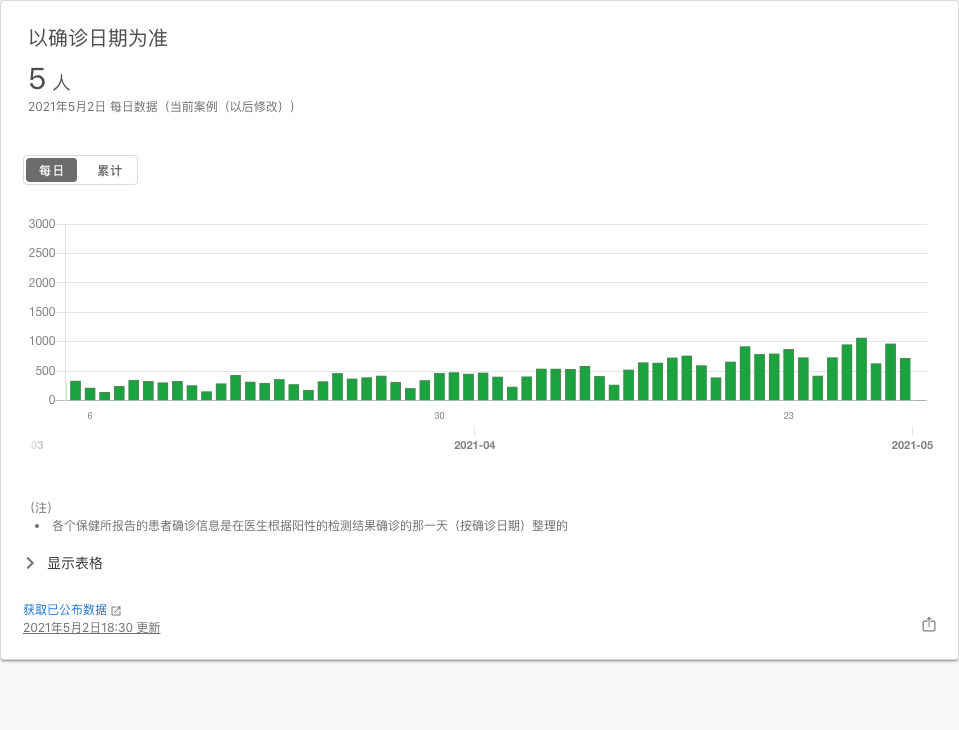 以确诊日期为准
5 人
2021年5月2日 每日数据（当前案例（以后修改））
每日 累计
3000
2500
2000
1500
1000
500
0
6 30 23
-03 2021-04 2021-05
(注)
• 各个保健所报告的患者确诊信息是在医生根据阳性的检测结果确诊的那一天（按确诊日期）整理的
显示表格
获取已公布数据
2021年5月2日18:30 更新